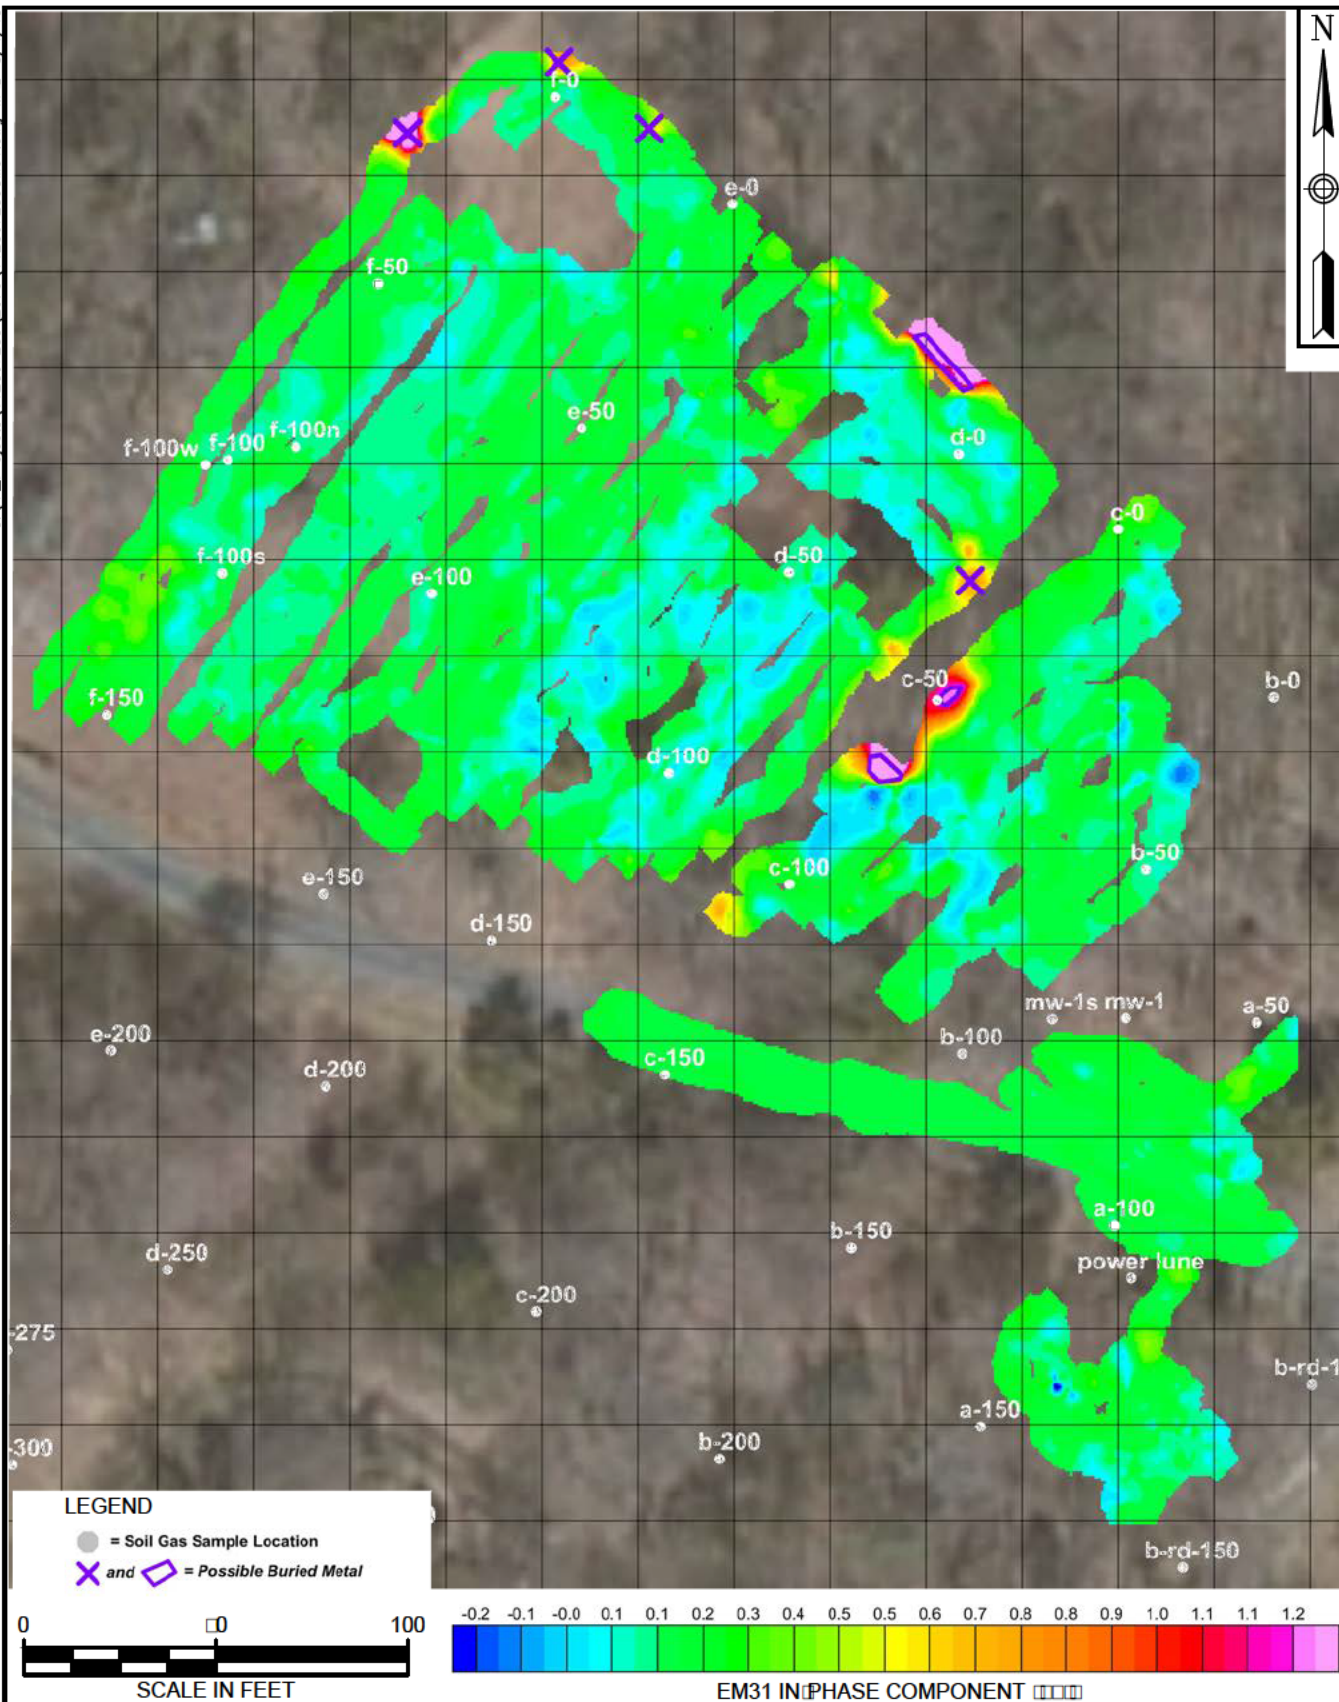 N
f-0
e-0
f-50
e-50
f-100w f-100 f-100n
d-0
c-0
f-100s
e-100
d-50
c-50
b-0
f-150
d-100
b-50
c-100
e-150
d-150
mw-1s mw-1
a-50
e-200
b-100
c-150
d-200
a-100
b-150
d-250
power lune
c-200
-275
b-rd-1
a-150
b-200
-300
b-rd-150
LEGEND
= Soil Gas Sample Location
and = Possible Buried Metal
0 □0 100
SCALE IN FEET
-0.2 -0.1 -0.0 0.1 0.1 0.2 0.3 0.4 0.5 0.5 0.6 0.7 0.8 0.8 0.9 1.0 1.1 1.1 1.2
EM31 IN□PHASE COMPONENT □□□□